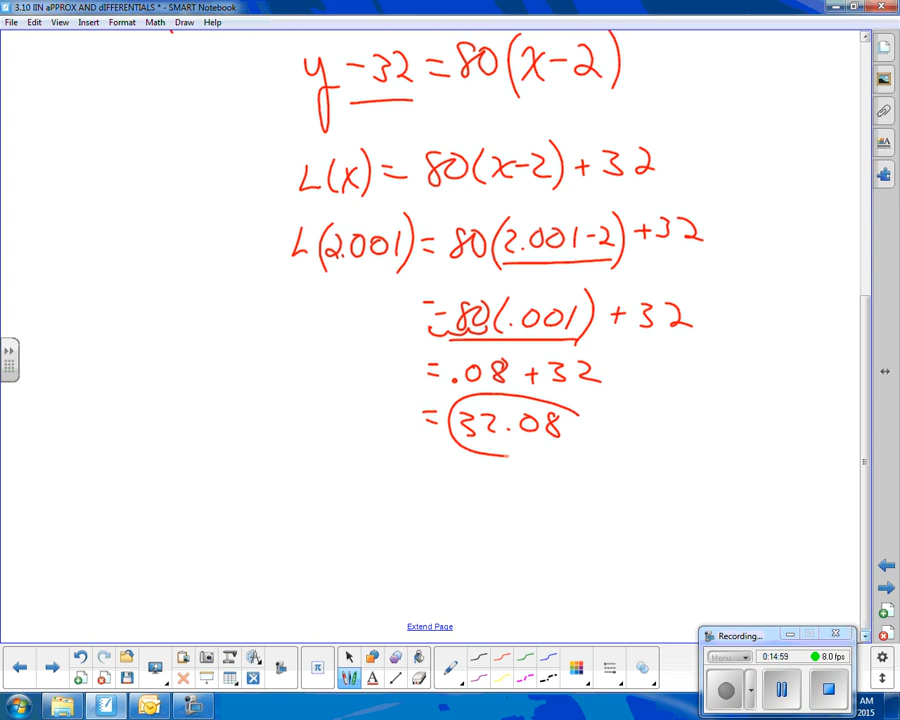 3.10 lIN aPPROX and dIFFERENTIALS * - SMART Notebook
File Edit View Insert Format Math Draw Help
y - 32 = 80(x - 2)
L(x) = 80(x-2) + 32
L(2.001) = 80(2.001-2) + 32
= 80(.001) + 32
= .08 + 32
= 32.08
Extend Page
Recording...
Menu
0:14:59
8.0 fps
AM
2015